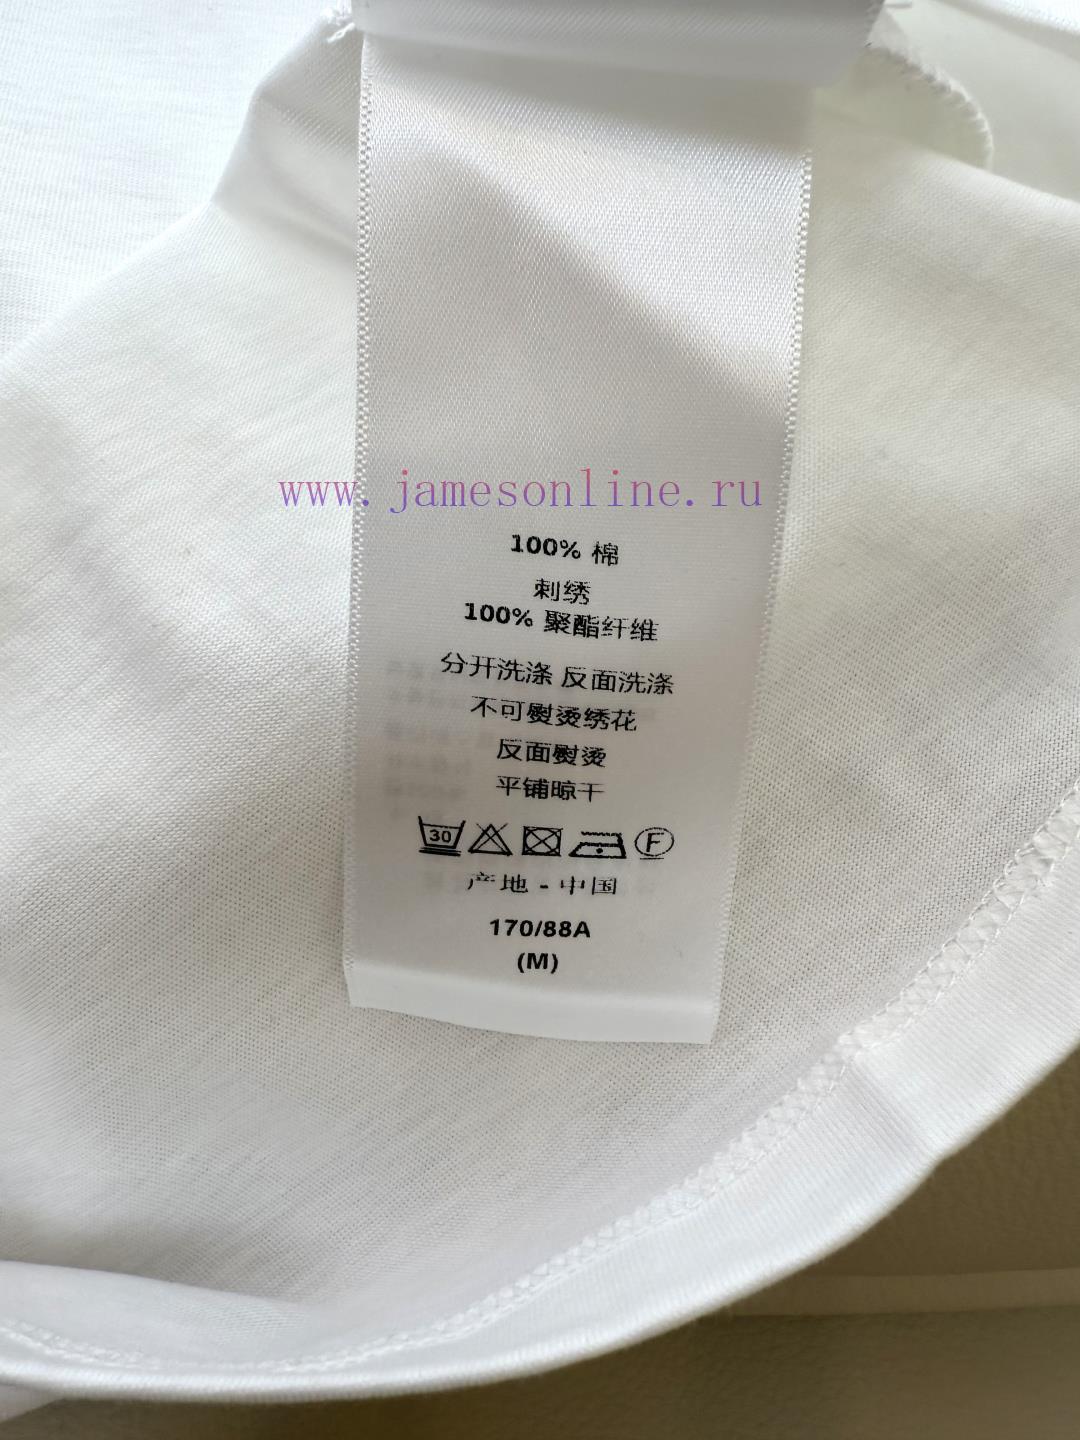 www.jamesonline.ru
100% 棉
刺绣
100% 聚酯纤维
分开洗涤 反面洗涤
不可熨烫绣花
反面熨烫
平铺晾干
30 F
产地 - 中国
170/88A
(M)